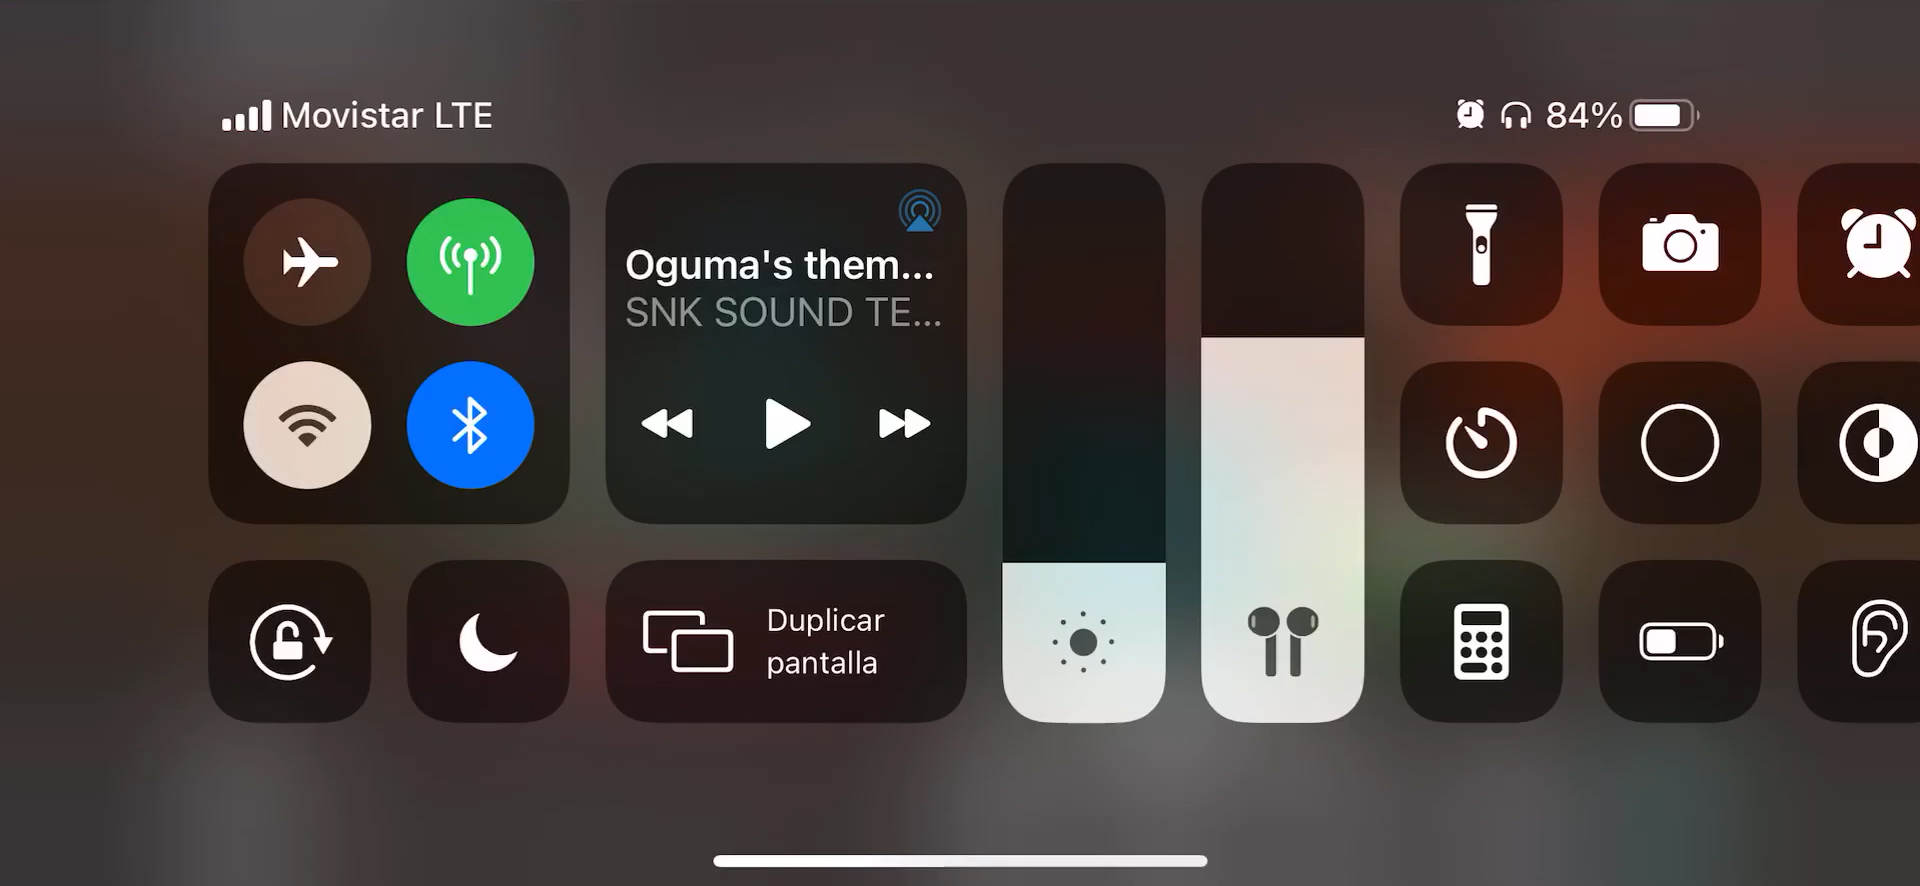 Movistar LTE
84%
Oguma's them...
SNK SOUND TE...
Duplicar
pantalla